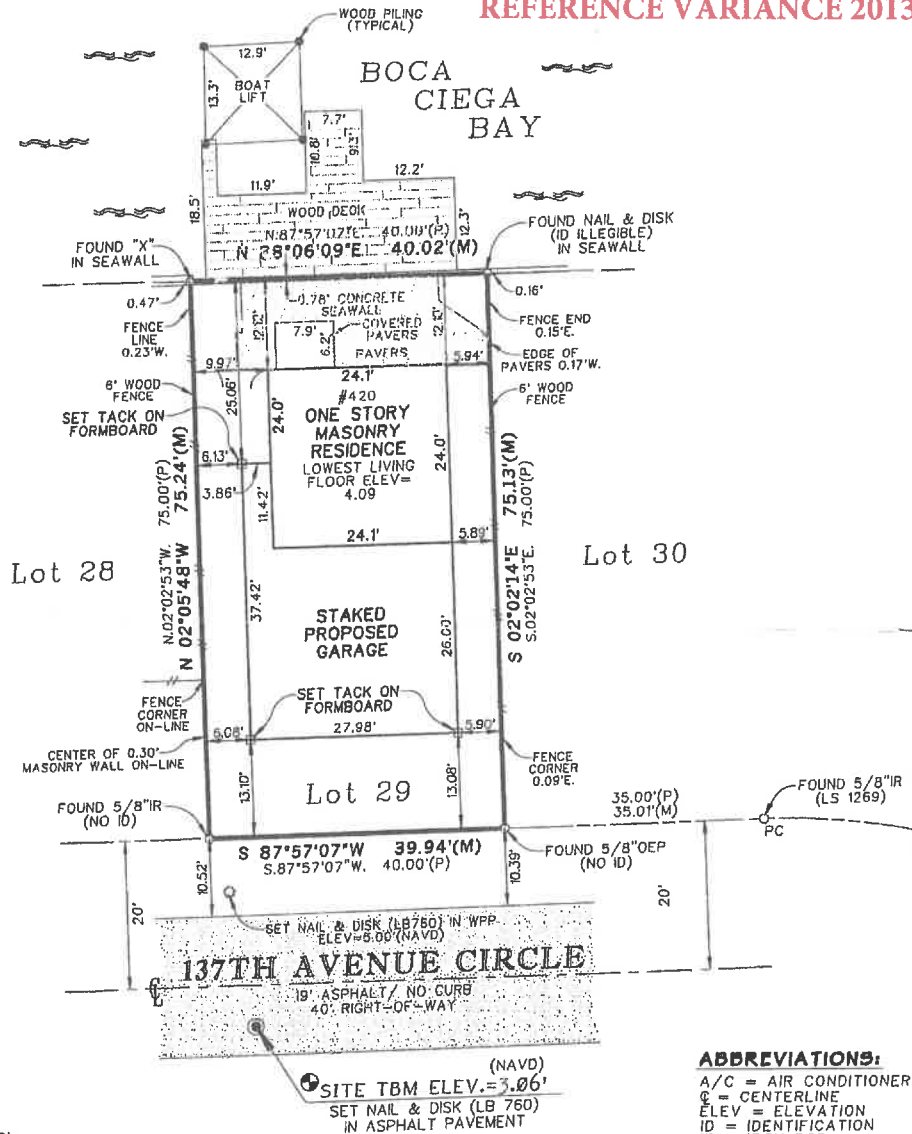 REFERENCE VARIANCE 2013
WOOD PILING
(TYPICAL)
12.9'
13.3'
BOAT
LIFT
BOCA
CIEGA
BAY
7.7'
10.8'
9.3'
12.2'
11.9'
18.5'
12.3'
WOOD DECK
N.87°57'07"E. 40.00'(P)
N 88°06'09"E 40.02'(M)
FOUND "X"
IN SEAWALL
FOUND NAIL & DISK
(ID ILLEGIBLE)
IN SEAWALL
0.47'
0.16'
0.78' CONCRETE
SEAWALL
FENCE
LINE
0.23'W.
FENCE END
0.15'E.
7.9'
6.2'
COVERED
PAVERS
PAVERS
EDGE OF
PAVERS 0.17'W.
9.97'
25.06'
5.94'
24.1'
6' WOOD
FENCE
6' WOOD
FENCE
SET TACK ON
FORMBOARD
#420
ONE STORY
MASONRY
RESIDENCE
LOWEST LIVING
FLOOR ELEV=
4.09
24.0'
24.0'
6.13'
3.86'
11.42'
N.02°02'53"W. 75.00'(P)
N 02°05'48"W 75.24'(M)
S 02°02'14"E 75.13'(M)
S.02°02'53"E. 75.00'(P)
24.1'
5.89'
Lot 28
Lot 30
37.42'
STAKED
PROPOSED
GARAGE
26.00'
SET TACK ON
FORMBOARD
FENCE
CORNER
ON-LINE
6.08'
27.98'
5.90'
CENTER OF 0.30'
MASONRY WALL ON-LINE
FENCE
CORNER
0.09'E.
13.10'
Lot 29
13.08'
FOUND 5/8"IR
(NO ID)
35.00'(P)
35.01'(M)
FOUND 5/8"IR
(LS 1269)
PC
S 87°57'07"W 39.94'(M)
S.87°57'07"W. 40.00'(P)
FOUND 5/8"OEP
(NO ID)
10.52'
10.39'
20'
20'
SET NAIL & DISK (LB760) IN WPP
ELEV=5.00'(NAVD)
137TH AVENUE CIRCLE
19' ASPHALT/ NO CURB
40' RIGHT-OF-WAY
(NAVD)
SITE TBM ELEV.=3.06'
SET NAIL & DISK (LB 760)
IN ASPHALT PAVEMENT
ABBREVIATIONS:
A/C = AIR CONDITIONER
℄ = CENTERLINE
ELEV = ELEVATION
ID = IDENTIFICATION